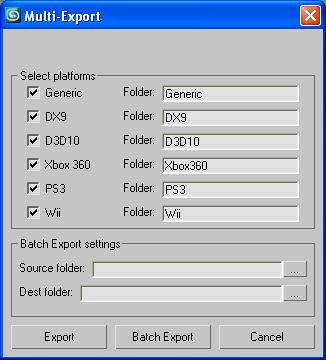 Multi-Export
Select platforms
Generic Folder: Generic
DX9 Folder: DX9
D3D10 Folder: D3D10
Xbox 360 Folder: Xbox360
PS3 Folder: PS3
Wii Folder: Wii
Batch Export settings
Source folder: ...
Dest folder: ...
Export Batch Export Cancel